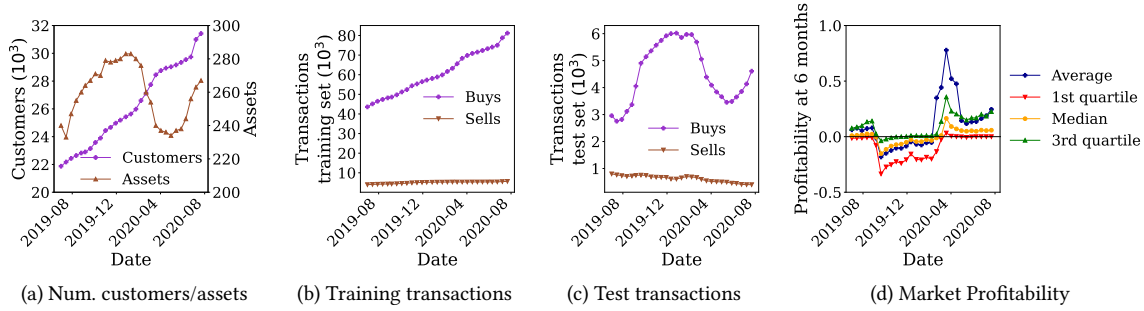 Customers (10³)
32
30
28
26
24
22
20
300
280
260
240
220
200
Assets
Customers
Assets
2019-08
2019-12
2020-04
2020-08
Date
(a) Num. customers/assets
Transactions
training set (10³)
80
70
60
50
40
30
20
10
Buys
Sells
2019-08
2019-12
2020-04
2020-08
Date
(b) Training transactions
Transactions
test set (10³)
6
5
4
3
2
1
Buys
Sells
2019-08
2019-12
2020-04
2020-08
Date
(c) Test transactions
Profitability at 6 months
1.0
0.5
0.0
-0.5
2019-08
2019-12
2020-04
2020-08
Date
Average
1st quartile
Median
3rd quartile
(d) Market Profitability